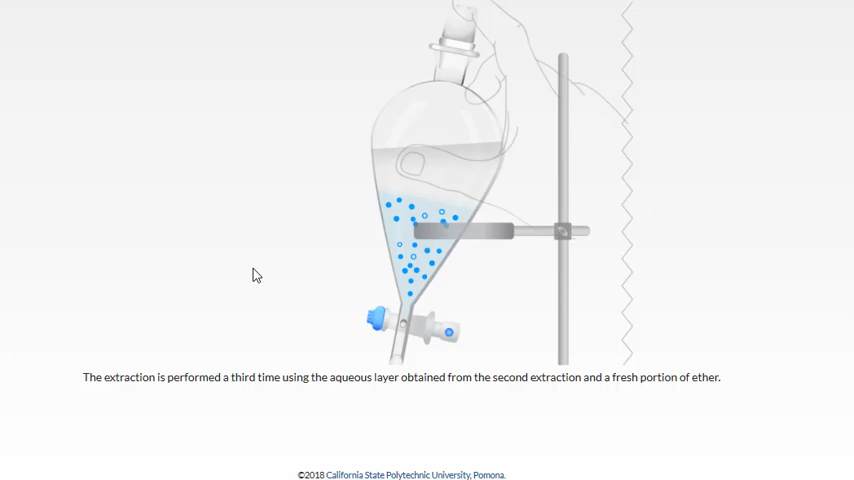 The extraction is performed a third time using the aqueous layer obtained from the second extraction and a fresh portion of ether.
©2018 California State Polytechnic University, Pomona.